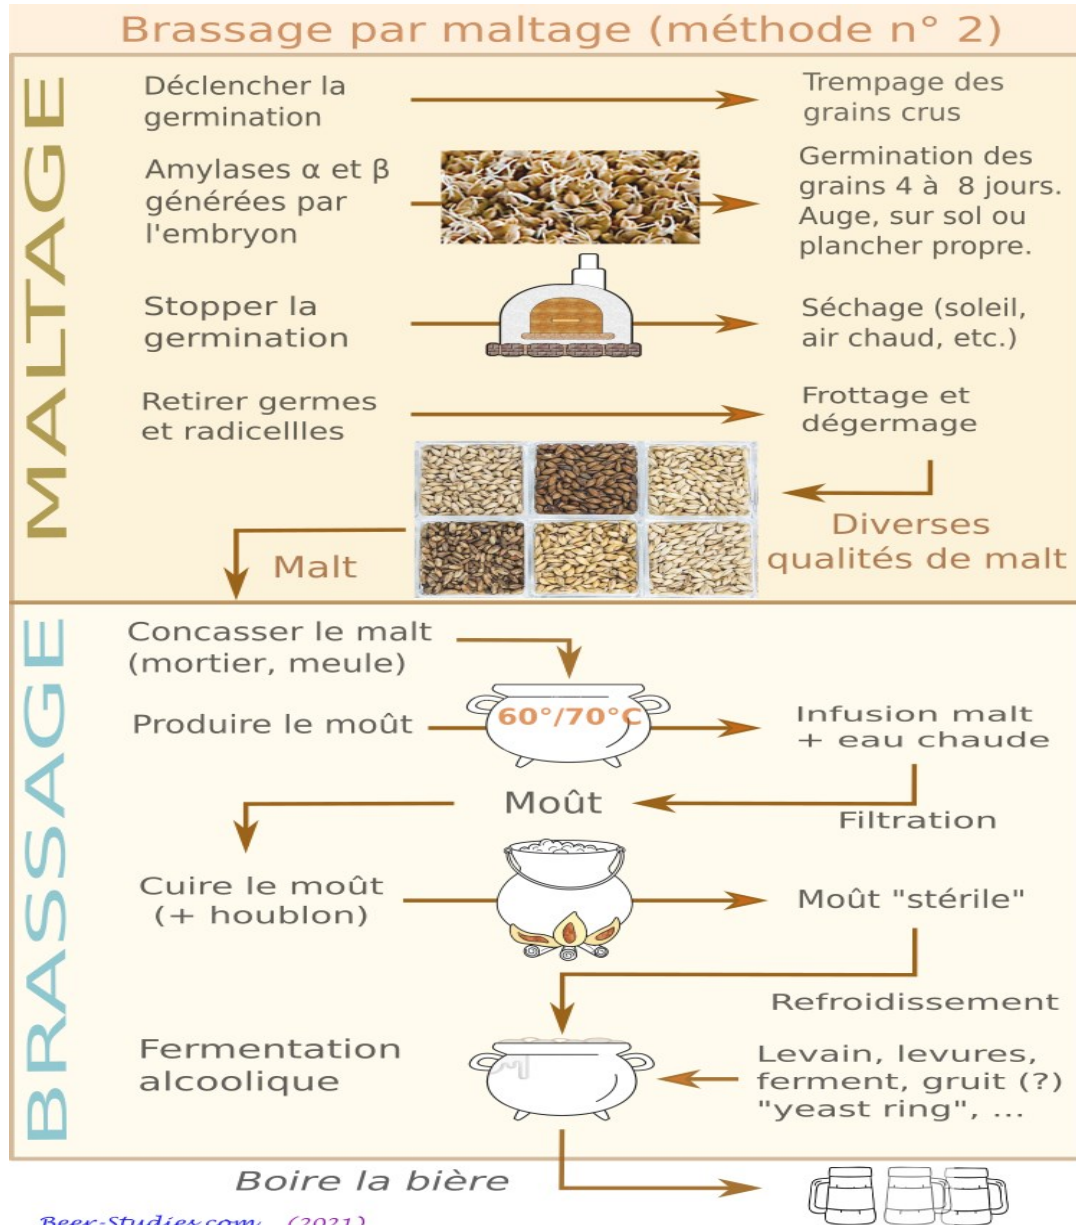 Brassage par maltage (méthode n° 2)
MALTAGE
Déclencher la
germination
Trempage des
grains crus
Amylases α et β
générées par
l'embryon
Germination des
grains 4 à 8 jours.
Auge, sur sol ou
plancher propre.
Stopper la
germination
Séchage (soleil,
air chaud, etc.)
Retirer germes
et radicellles
Frottage et
dégermage
Diverses
qualités de malt
Malt
BRASSAGE
Concasser le malt
(mortier, meule)
Produire le moût
60°/70°C
Infusion malt
+ eau chaude
Moût
Filtration
Cuire le moût
(+ houblon)
Moût "stérile"
Refroidissement
Fermentation
alcoolique
Levain, levures,
ferment, gruit (?)
"yeast ring", ...
Boire la bière
Beer-Studies.com (2021)